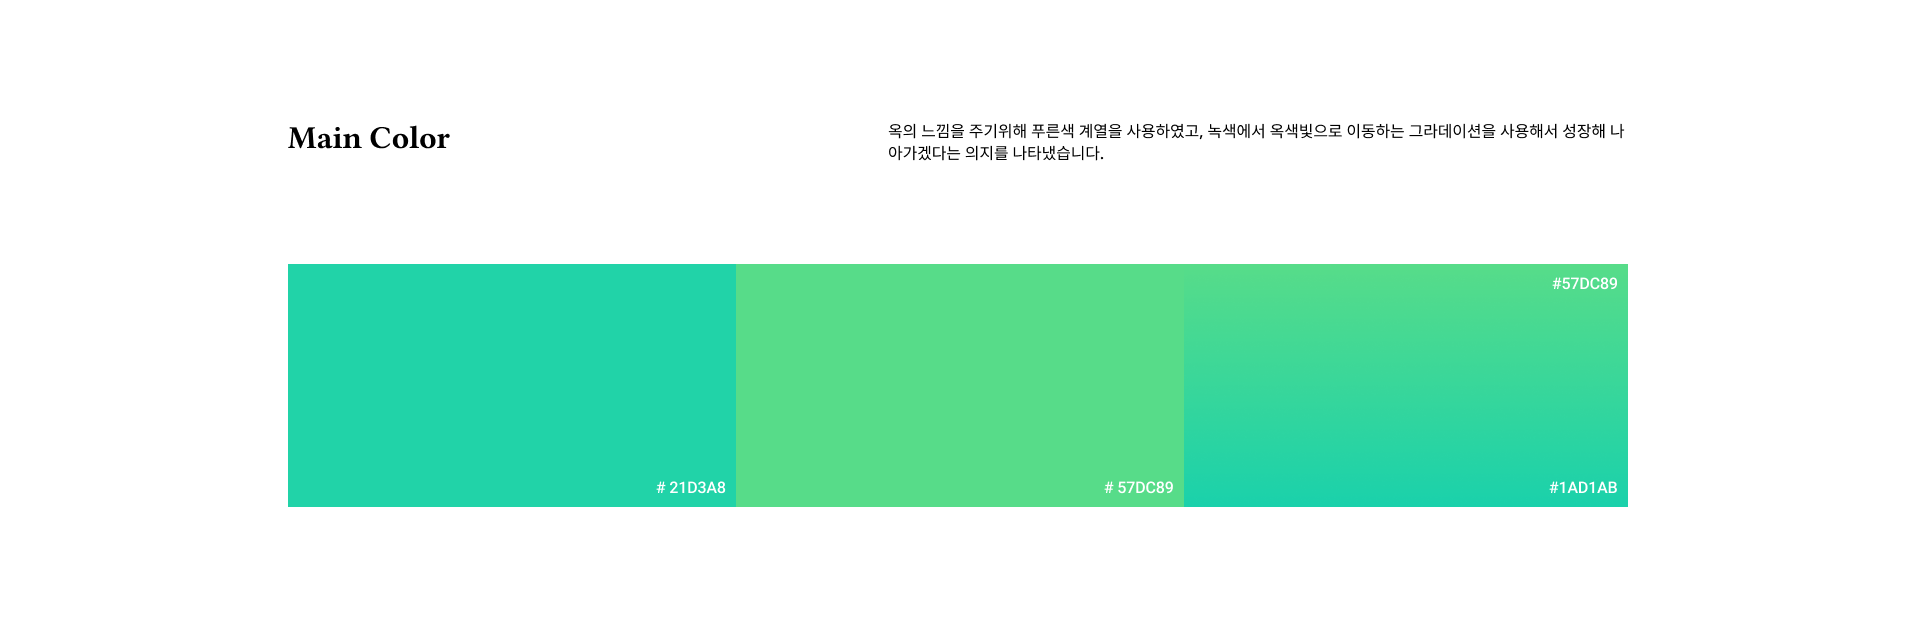 Main Color
옥의 느낌을 주기위해 푸른색 계열을 사용하였고, 녹색에서 옥색빛으로 이동하는 그라데이션을 사용해서 성장해 나
아가겠다는 의지를 나타냈습니다.
#57DC89
# 21D3A8
# 57DC89
#1AD1AB